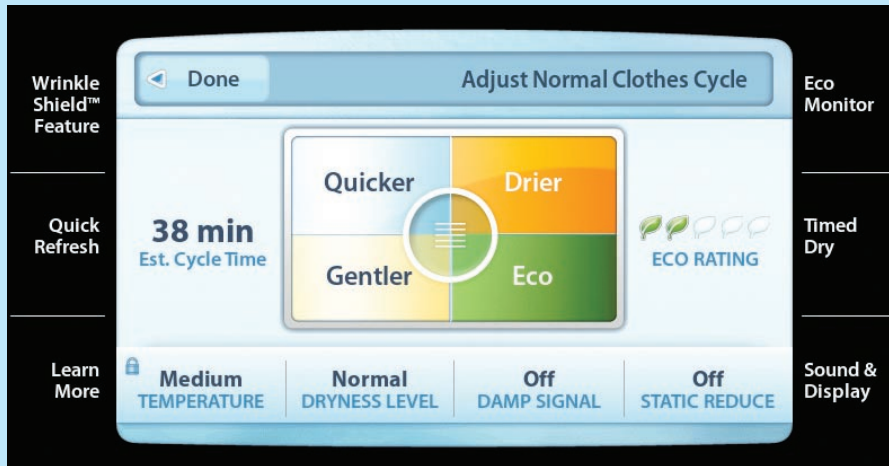 Wrinkle
Shield™
Feature
Quick
Refresh
Learn
More
Done
Adjust Normal Clothes Cycle
38 min
Est. Cycle Time
Quicker
Drier
Gentler
Eco
ECO RATING
Medium
TEMPERATURE
Normal
DRYNESS LEVEL
Off
DAMP SIGNAL
Off
STATIC REDUCE
Eco
Monitor
Timed
Dry
Sound &
Display